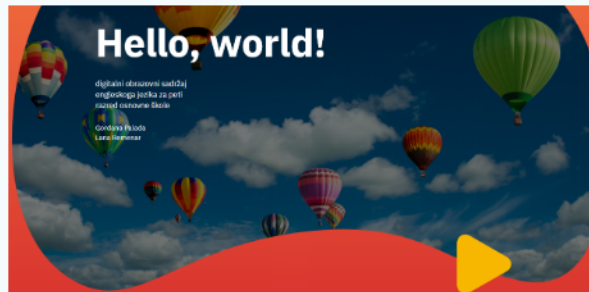 Hello, world!
digitalni obrazovni sadržaj
engleskoga jezika za peti
razred osnovne škole
Gordana Palada
Lana Remenar